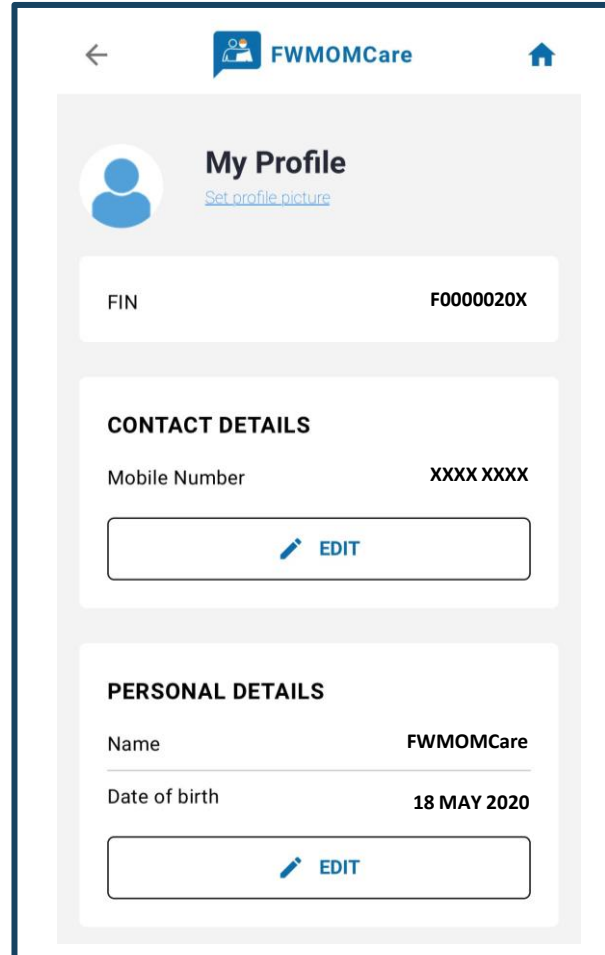 FWMOMCare
My Profile
Set profile picture
FIN F0000020X
CONTACT DETAILS
Mobile Number XXXX XXXX
EDIT
PERSONAL DETAILS
Name FWMOMCare
Date of birth 18 MAY 2020
EDIT